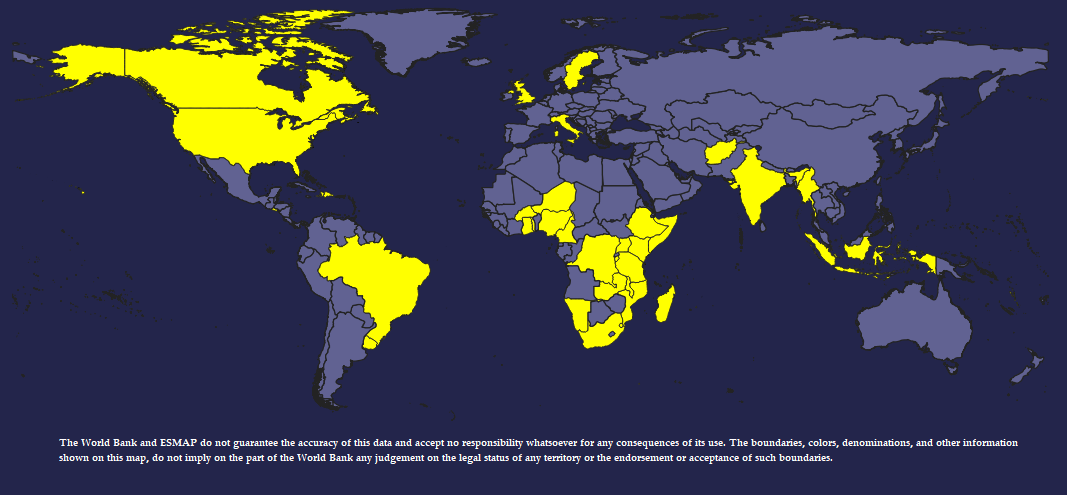 The World Bank and ESMAP do not guarantee the accuracy of this data and accept no responsibility whatsoever for any consequences of its use. The boundaries, colors, denominations, and other information
shown on this map, do not imply on the part of the World Bank any judgement on the legal status of any territory or the endorsement or acceptance of such boundaries.